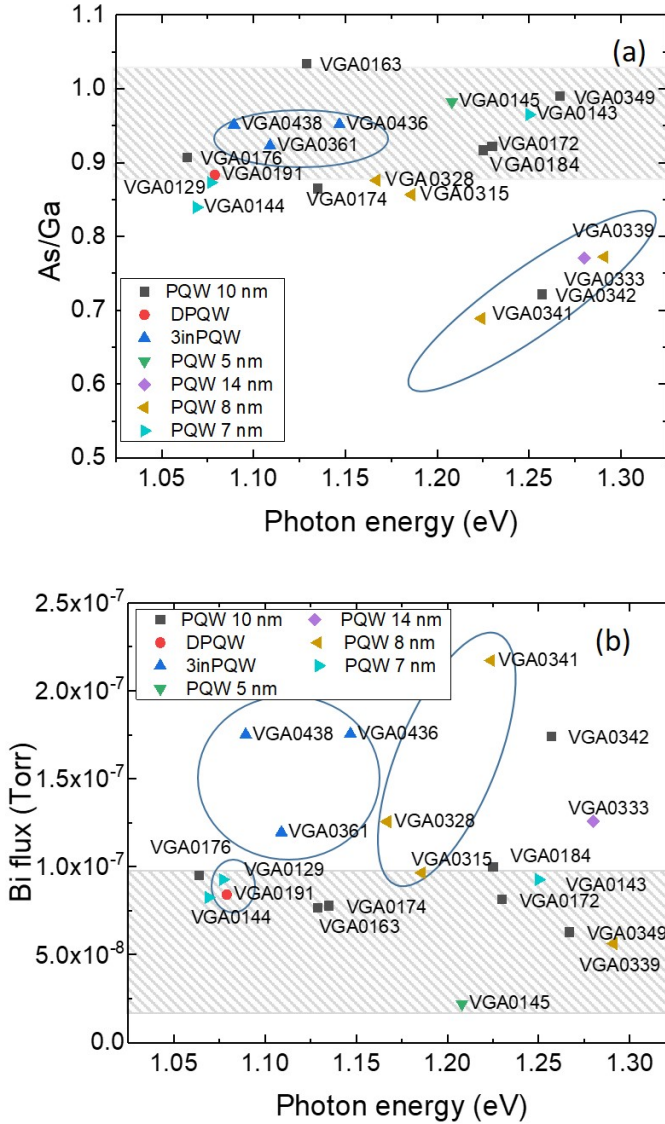 (a)
1.1
1.0
0.9
0.8
0.7
0.6
0.5
As/Ga
VGA0163
VGA0145
VGA0349
VGA0143
VGA0438
VGA0436
VGA0361
VGA0172
VGA0184
VGA0176
VGA0129
VGA0191
VGA0328
VGA0144
VGA0174
VGA0315
VGA0339
VGA0333
VGA0342
VGA0341
PQW 10 nm
DPQW
3inPQW
PQW 5 nm
PQW 14 nm
PQW 8 nm
PQW 7 nm
1.05 1.10 1.15 1.20 1.25 1.30
Photon energy (eV)
(b)
2.5x10-7
2.0x10-7
1.5x10-7
1.0x10-7
5.0x10-8
0.0
Bi flux (Torr)
PQW 10 nm PQW 14 nm
DPQW PQW 8 nm
3inPQW PQW 7 nm
PQW 5 nm
VGA0341
VGA0438
VGA0436
VGA0342
VGA0361
VGA0328
VGA0333
VGA0176
VGA0129
VGA0315
VGA0184
VGA0191
VGA0143
VGA0144
VGA0174
VGA0172
VGA0163
VGA0349
VGA0339
VGA0145
1.05 1.10 1.15 1.20 1.25 1.30
Photon energy (eV)